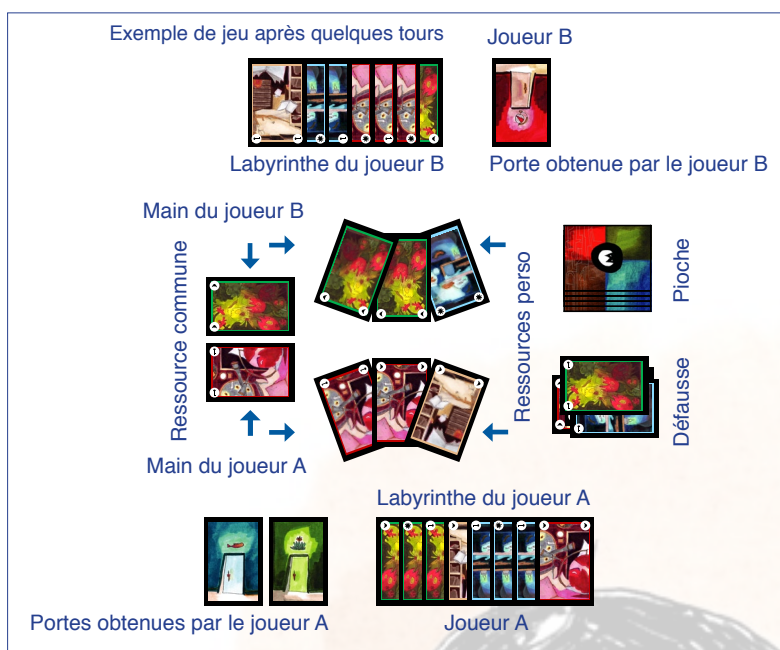 Exemple de jeu après quelques tours
Joueur B
Labyrinthe du joueur B
Porte obtenue par le joueur B
Main du joueur B
Ressource commune
Ressources perso
Pioche
Défausse
Main du joueur A
Labyrinthe du joueur A
Portes obtenues par le joueur A
Joueur A